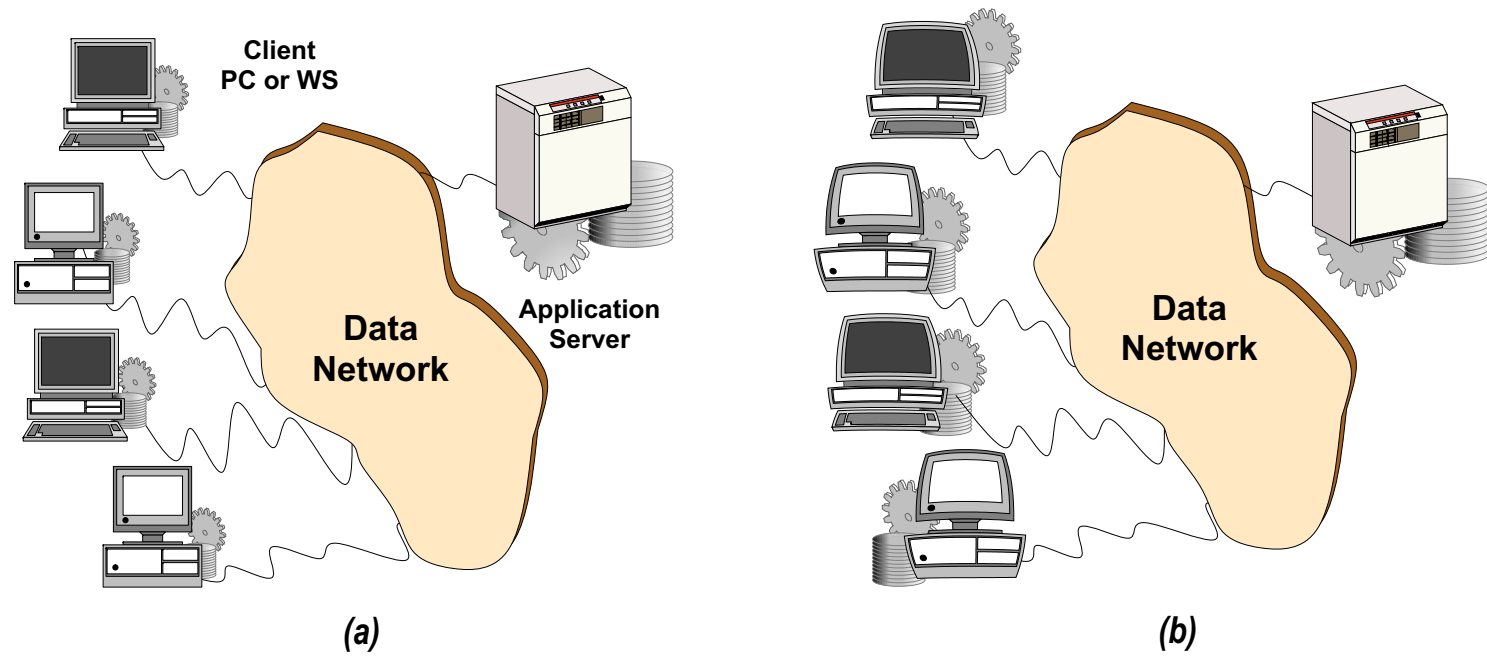 Client
PC or WS
Application
Server
Data
Network
(a)
Data
Network
(b)